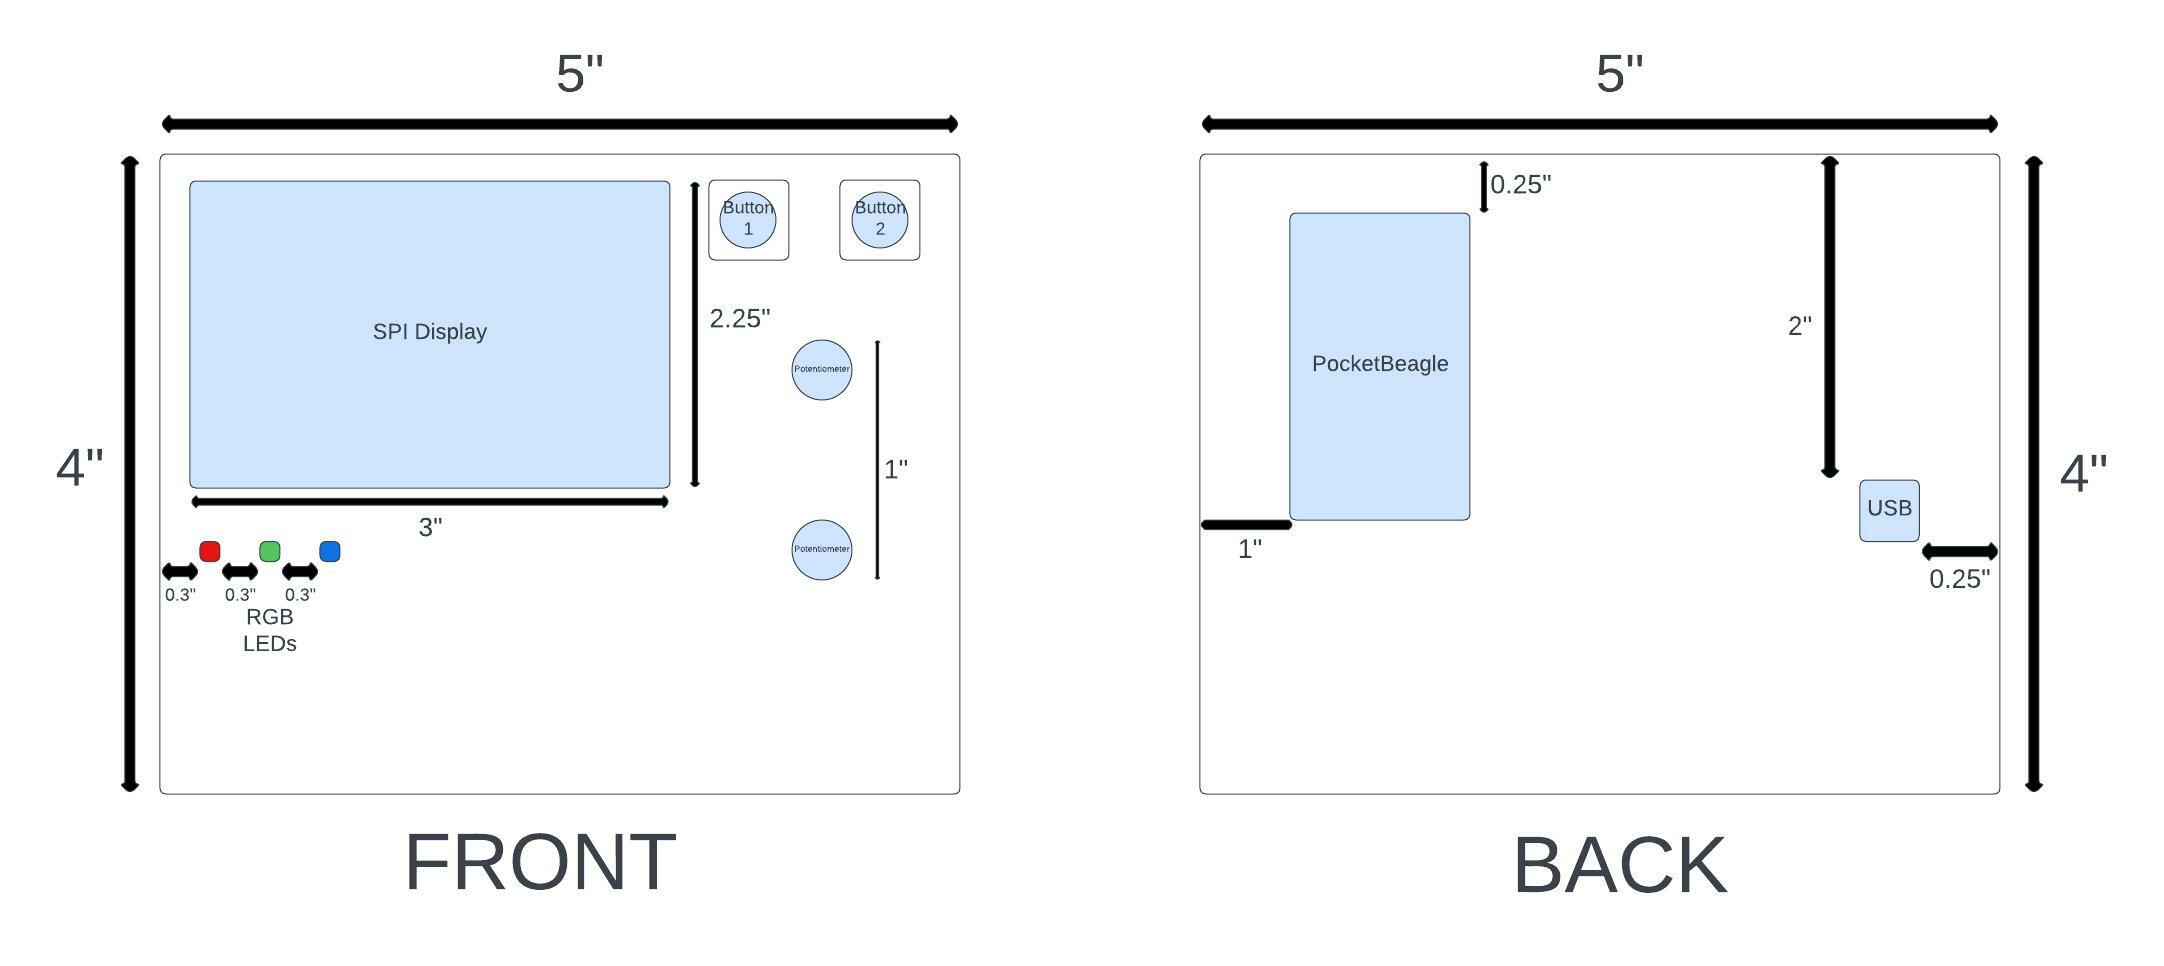 5"
4"
SPI Display
3"
2.25"
Button
1
Button
2
Potentiometer
1"
Potentiometer
0.3"
0.3"
0.3"
RGB
LEDs
FRONT
5"
0.25"
PocketBeagle
1"
2"
USB
0.25"
4"
BACK